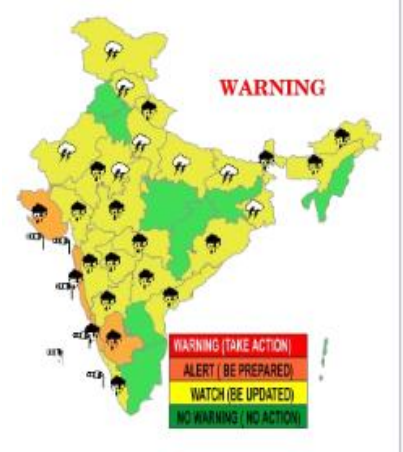 WARNING
WARNING (TAKE ACTION)
ALERT ( BE PREPARED)
WATCH (BE UPDATED)
NO WARNING ( NO ACTION)